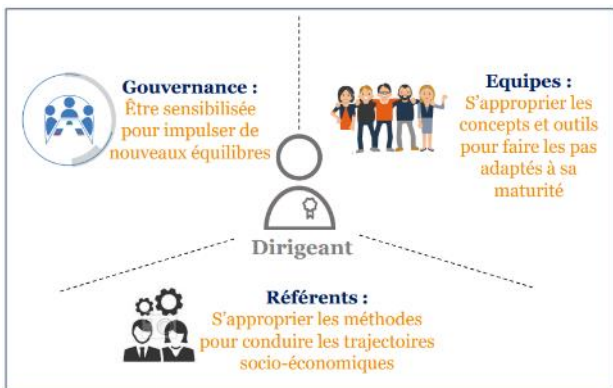 Gouvernance :
Être sensibilisée
pour impulser de
nouveaux équilibres
Equipes :
S'approprier les
concepts et outils
pour faire les pas
adaptés à sa
maturité
Dirigeant
Référents :
S'approprier les méthodes
pour conduire les trajectoires
socio-économiques